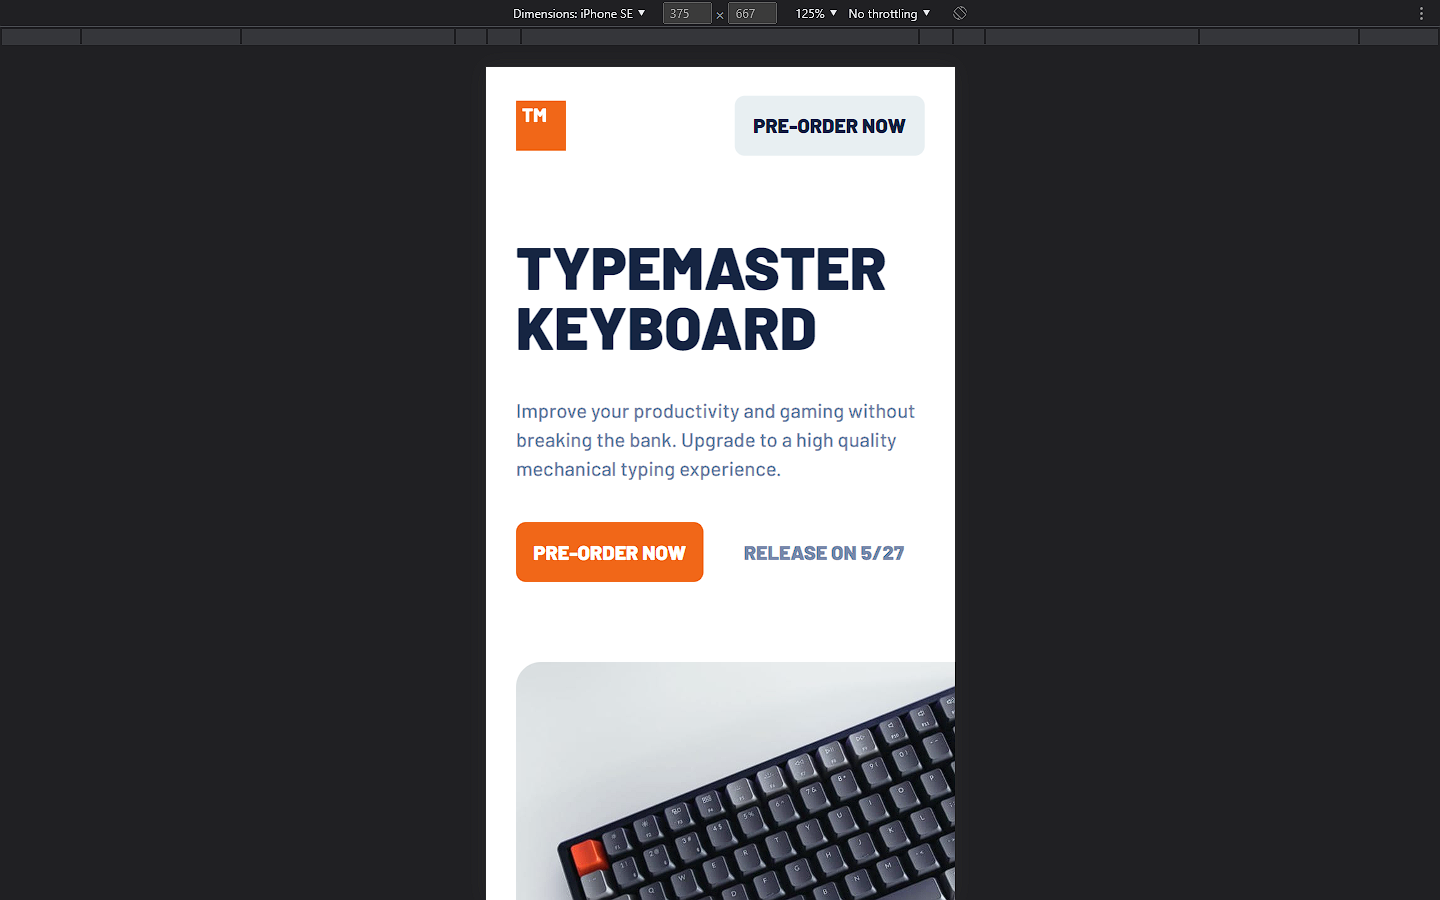 Dimensions: iPhone SE ▼ 375 × 667 125% ▼ No throttling ▼
TM
PRE-ORDER NOW
TYPEMASTER
KEYBOARD
Improve your productivity and gaming without
breaking the bank. Upgrade to a high quality
mechanical typing experience.
PRE-ORDER NOW
RELEASE ON 5/27